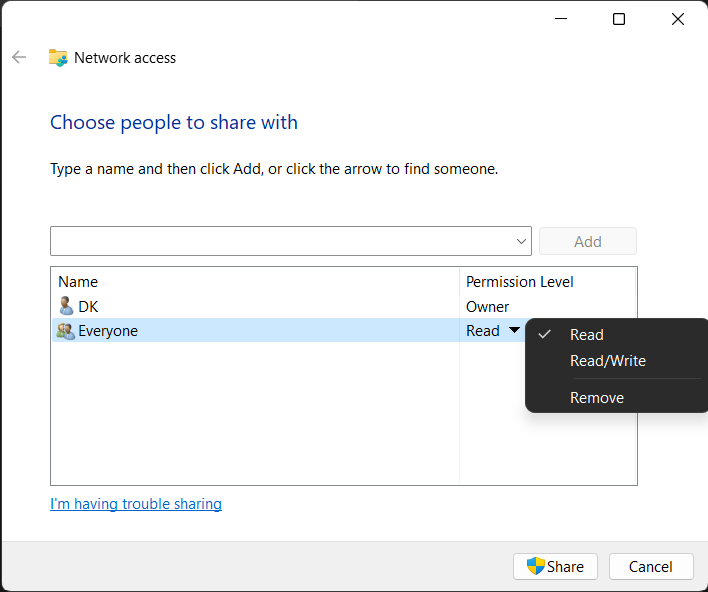 Network access
Choose people to share with
Type a name and then click Add, or click the arrow to find someone.
Add
Name Permission Level
DK Owner
Everyone Read
Read
Read/Write
Remove
I'm having trouble sharing
Share Cancel